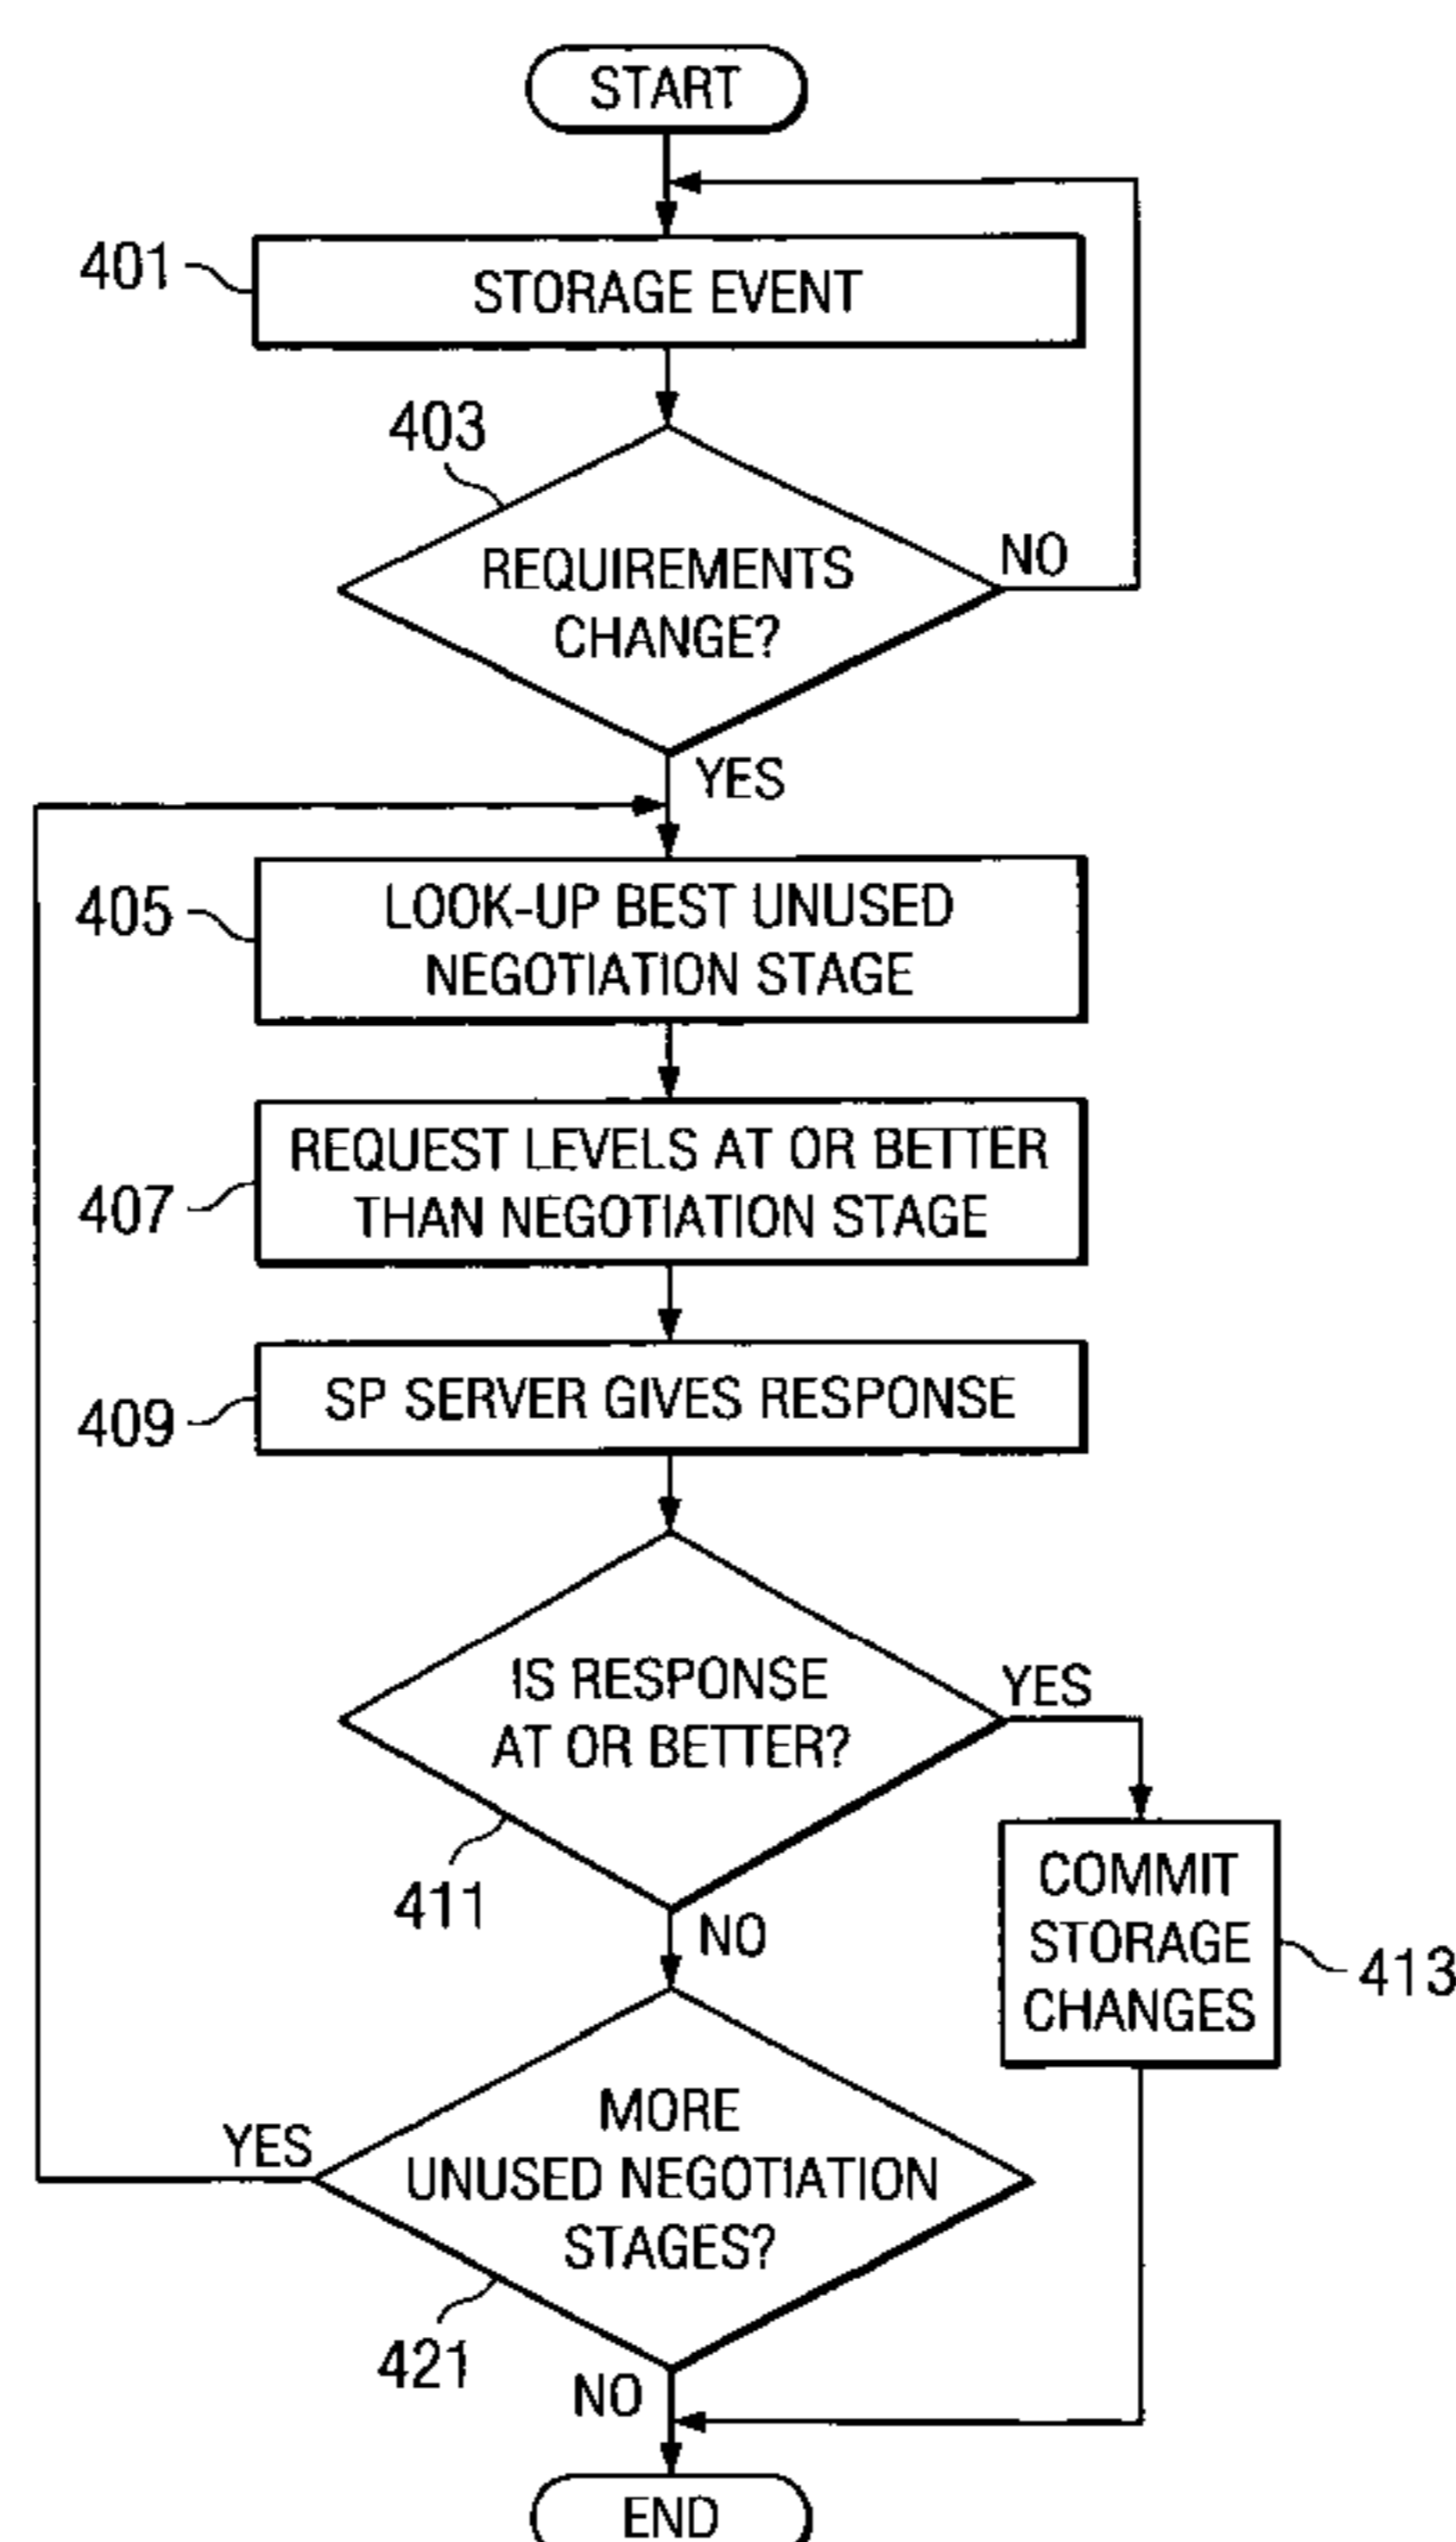 START
401
STORAGE EVENT
403
REQUIREMENTS
CHANGE?
NO
YES
405
LOOK-UP BEST UNUSED
NEGOTIATION STAGE
407
REQUEST LEVELS AT OR BETTER
THAN NEGOTIATION STAGE
409
SP SERVER GIVES RESPONSE
IS RESPONSE
AT OR BETTER?
YES
411
NO
COMMIT
STORAGE
CHANGES
413
MORE
UNUSED NEGOTIATION
STAGES?
YES
421
NO
END